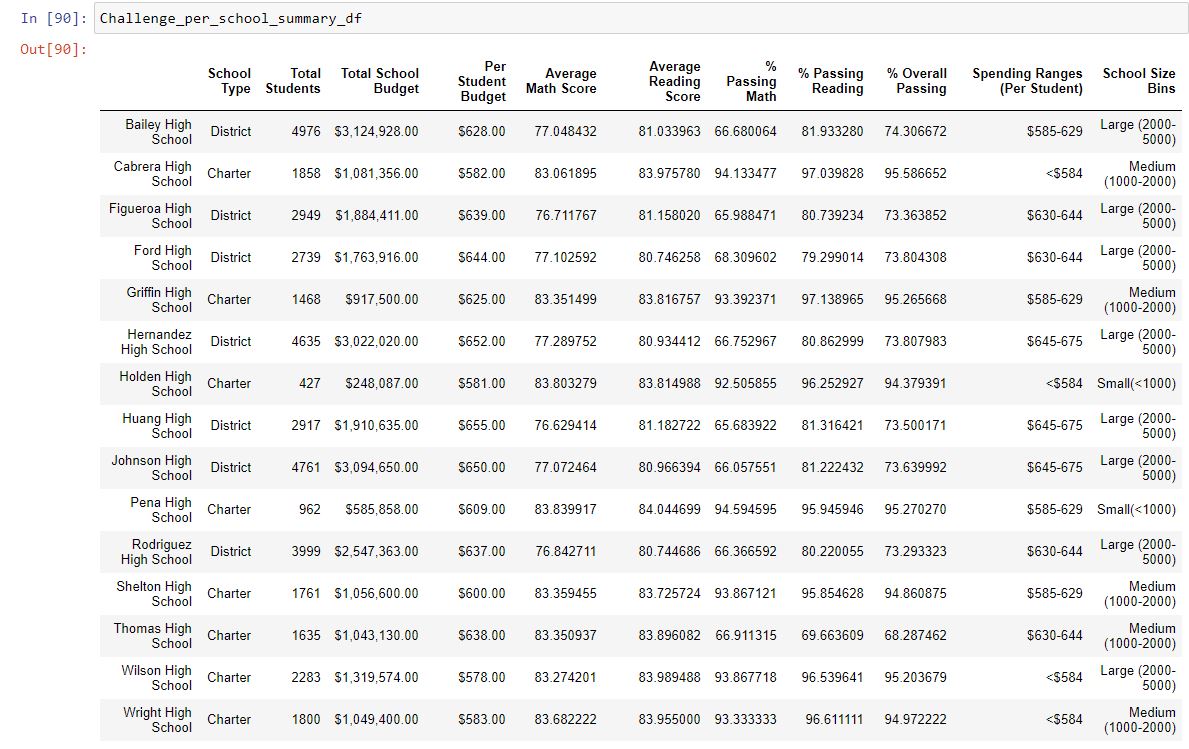 In [90]: Challenge_per_school_summary_df
Out[90]:
School Type Total Students Total School Budget Per Student Budget Average Math Score Average Reading Score % Passing Math % Passing Reading % Overall Passing Spending Ranges (Per Student) School Size Bins
Bailey High School District 4976 $3,124,928.00 $628.00 77.048432 81.033963 66.680064 81.933280 74.306672 $585-629 Large (2000-5000)
Cabrera High School Charter 1858 $1,081,356.00 $582.00 83.061895 83.975780 94.133477 97.039828 95.586652 <$584 Medium (1000-2000)
Figueroa High School District 2949 $1,884,411.00 $639.00 76.711767 81.158020 65.988471 80.739234 73.363852 $630-644 Large (2000-5000)
Ford High School District 2739 $1,763,916.00 $644.00 77.102592 80.746258 68.309602 79.299014 73.804308 $630-644 Large (2000-5000)
Griffin High School Charter 1468 $917,500.00 $625.00 83.351499 83.816757 93.392371 97.138965 95.265668 $585-629 Medium (1000-2000)
Hernandez High School District 4635 $3,022,020.00 $652.00 77.289752 80.934412 66.752967 80.862999 73.807983 $645-675 Large (2000-5000)
Holden High School Charter 427 $248,087.00 $581.00 83.803279 83.814988 92.505855 96.252927 94.379391 <$584 Small(<1000)
Huang High School District 2917 $1,910,635.00 $655.00 76.629414 81.182722 65.683922 81.316421 73.500171 $645-675 Large (2000-5000)
Johnson High School District 4761 $3,094,650.00 $650.00 77.072464 80.966394 66.057551 81.222432 73.639992 $645-675 Large (2000-5000)
Pena High School Charter 962 $585,858.00 $609.00 83.839917 84.044699 94.594595 95.945946 95.270270 $585-629 Small(<1000)
Rodriguez High School District 3999 $2,547,363.00 $637.00 76.842711 80.744686 66.366592 80.220055 73.293323 $630-644 Large (2000-5000)
Shelton High School Charter 1761 $1,056,600.00 $600.00 83.359455 83.725724 93.867121 95.854628 94.860875 $585-629 Medium (1000-2000)
Thomas High School Charter 1635 $1,043,130.00 $638.00 83.350937 83.896082 66.911315 69.663609 68.287462 $630-644 Medium (1000-2000)
Wilson High School Charter 2283 $1,319,574.00 $578.00 83.274201 83.989488 93.867718 96.539641 95.203679 <$584 Large (2000-5000)
Wright High School Charter 1800 $1,049,400.00 $583.00 83.682222 83.955000 93.333333 96.611111 94.972222 <$584 Medium (1000-2000)